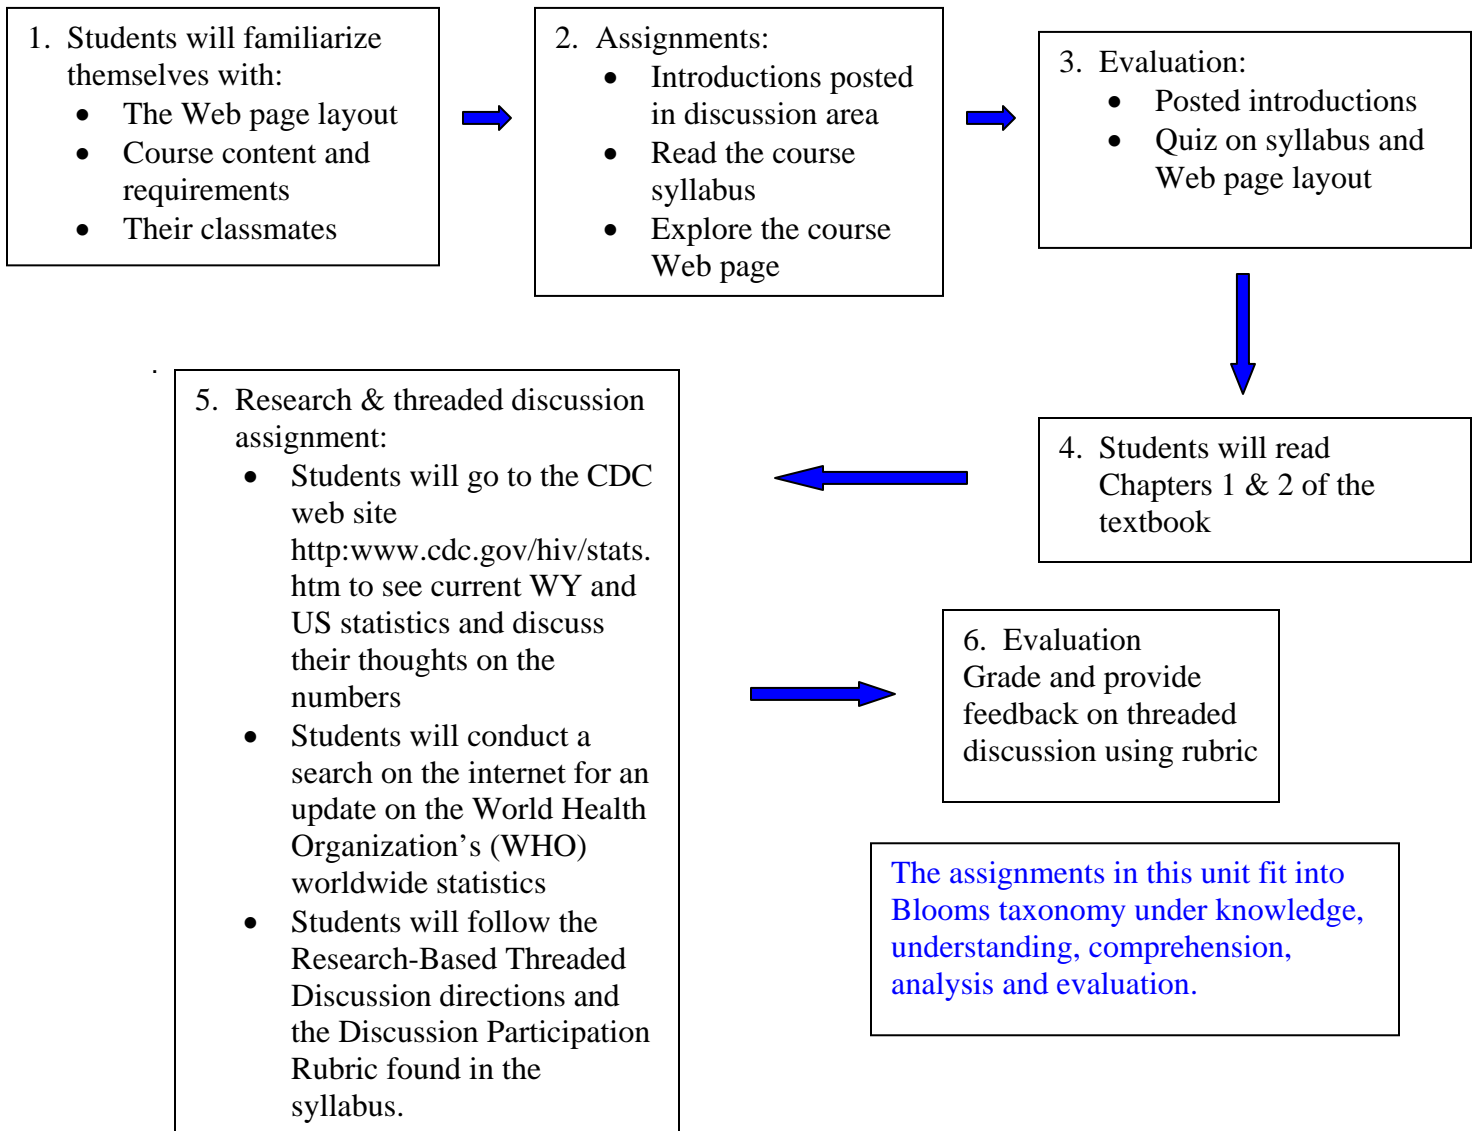 1. Students will familiarize
themselves with:
• The Web page layout
• Course content and
requirements
• Their classmates
2. Assignments:
• Introductions posted
in discussion area
• Read the course
syllabus
• Explore the course
Web page
3. Evaluation:
• Posted introductions
• Quiz on syllabus and
Web page layout
4. Students will read
Chapters 1 & 2 of the
textbook
5. Research & threaded discussion
assignment:
• Students will go to the CDC
web site
http:www.cdc.gov/hiv/stats.
htm to see current WY and
US statistics and discuss
their thoughts on the
numbers
• Students will conduct a
search on the internet for an
update on the World Health
Organization’s (WHO)
worldwide statistics
• Students will follow the
Research-Based Threaded
Discussion directions and
the Discussion Participation
Rubric found in the
syllabus.
6. Evaluation
Grade and provide
feedback on threaded
discussion using rubric
The assignments in this unit fit into
Blooms taxonomy under knowledge,
understanding, comprehension,
analysis and evaluation.